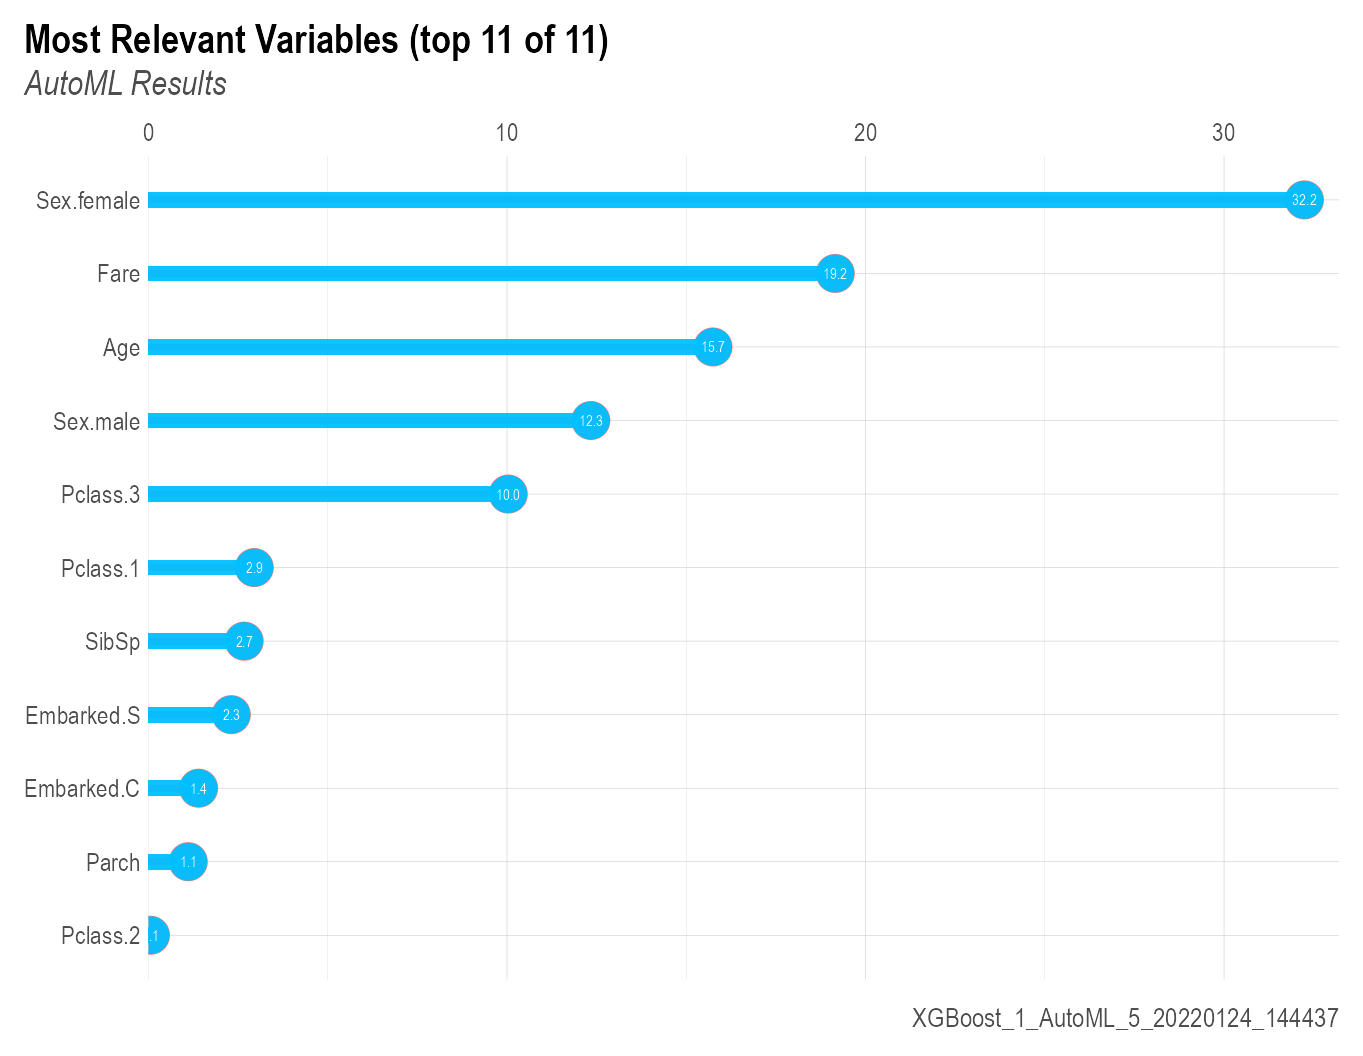 Most Relevant Variables (top 11 of 11)
AutoML Results
0 10 20 30
Sex.female 32.2
Fare 19.2
Age 15.7
Sex.male 12.3
Pclass.3 10.0
Pclass.1 2.9
SibSp 2.7
Embarked.S 2.3
Embarked.C 1.4
Parch 1.1
Pclass.2 .1
XGBoost_1_AutoML_5_20220124_144437